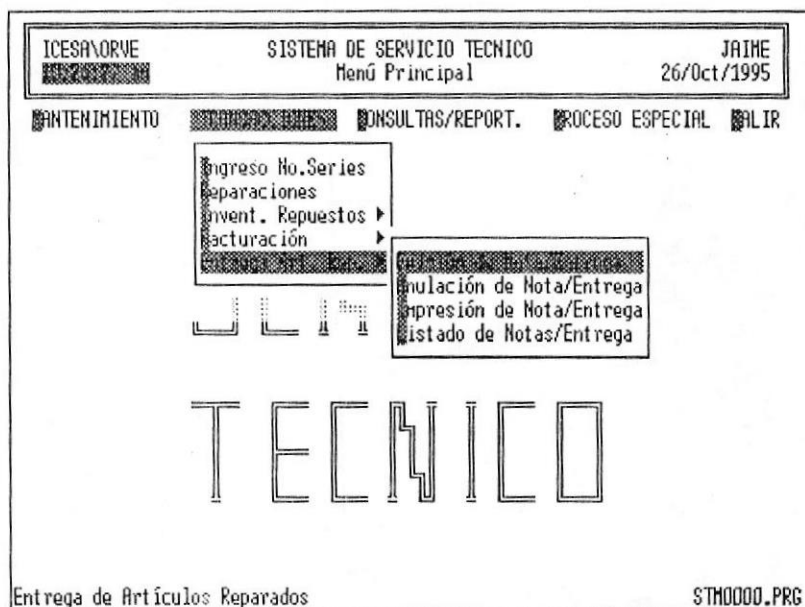 ICESA\ORVE SISTEMA DE SERVICIO TECNICO JAIME
Menú Principal 26/Oct/1995
ANTENIMIENTO ONSULTAS/REPORT. ROCESO ESPECIAL ALIR
ngreso No.Series
eparaciones
nvent. Repuestos
acturación
nulación de Nota/Entrega
mpresión de Nota/Entrega
istado de Notas/Entrega
TECNICO
Entrega de Artículos Reparados STM0000.PRG